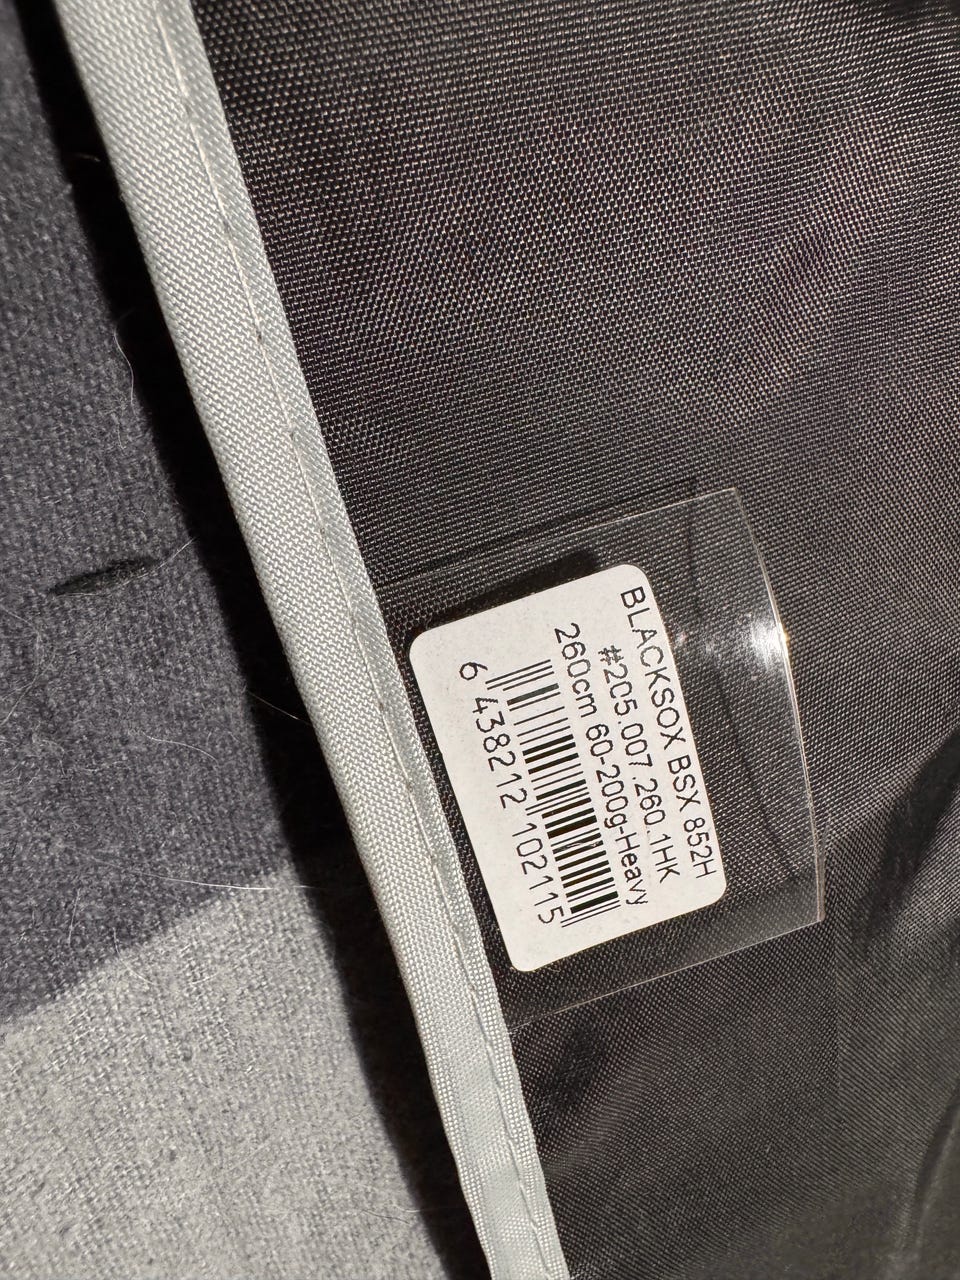 BLACKSOX BSX 852H
#205.007.260.1HK
260cm 60-200g-Heavy
6 438212 102115